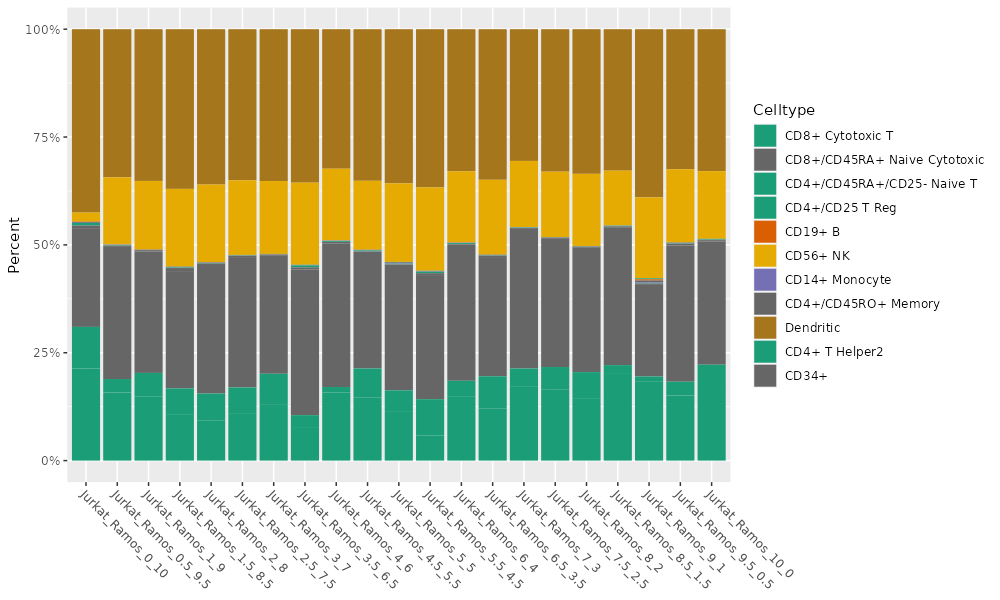 100%
75%
50%
25%
0%
Percent
Jurkat_Ramos_0_10
Jurkat_Ramos_0.5_9.5
Jurkat_Ramos_1_9
Jurkat_Ramos_1.5_8.5
Jurkat_Ramos_2_8
Jurkat_Ramos_2.5_7.5
Jurkat_Ramos_3_7
Jurkat_Ramos_3.5_6.5
Jurkat_Ramos_4_6
Jurkat_Ramos_4.5_5.5
Jurkat_Ramos_5_5
Jurkat_Ramos_5.5_4.5
Jurkat_Ramos_6_4
Jurkat_Ramos_6.5_3.5
Jurkat_Ramos_7_3
Jurkat_Ramos_7.5_2.5
Jurkat_Ramos_8_2
Jurkat_Ramos_8.5_1.5
Jurkat_Ramos_9_1
Jurkat_Ramos_9.5_0.5
Jurkat_Ramos_10_0
Celltype
CD8+ Cytotoxic T
CD8+/CD45RA+ Naive Cytotoxic
CD4+/CD45RA+/CD25- Naive T
CD4+/CD25 T Reg
CD19+ B
CD56+ NK
CD14+ Monocyte
CD4+/CD45RO+ Memory
Dendritic
CD4+ T Helper2
CD34+